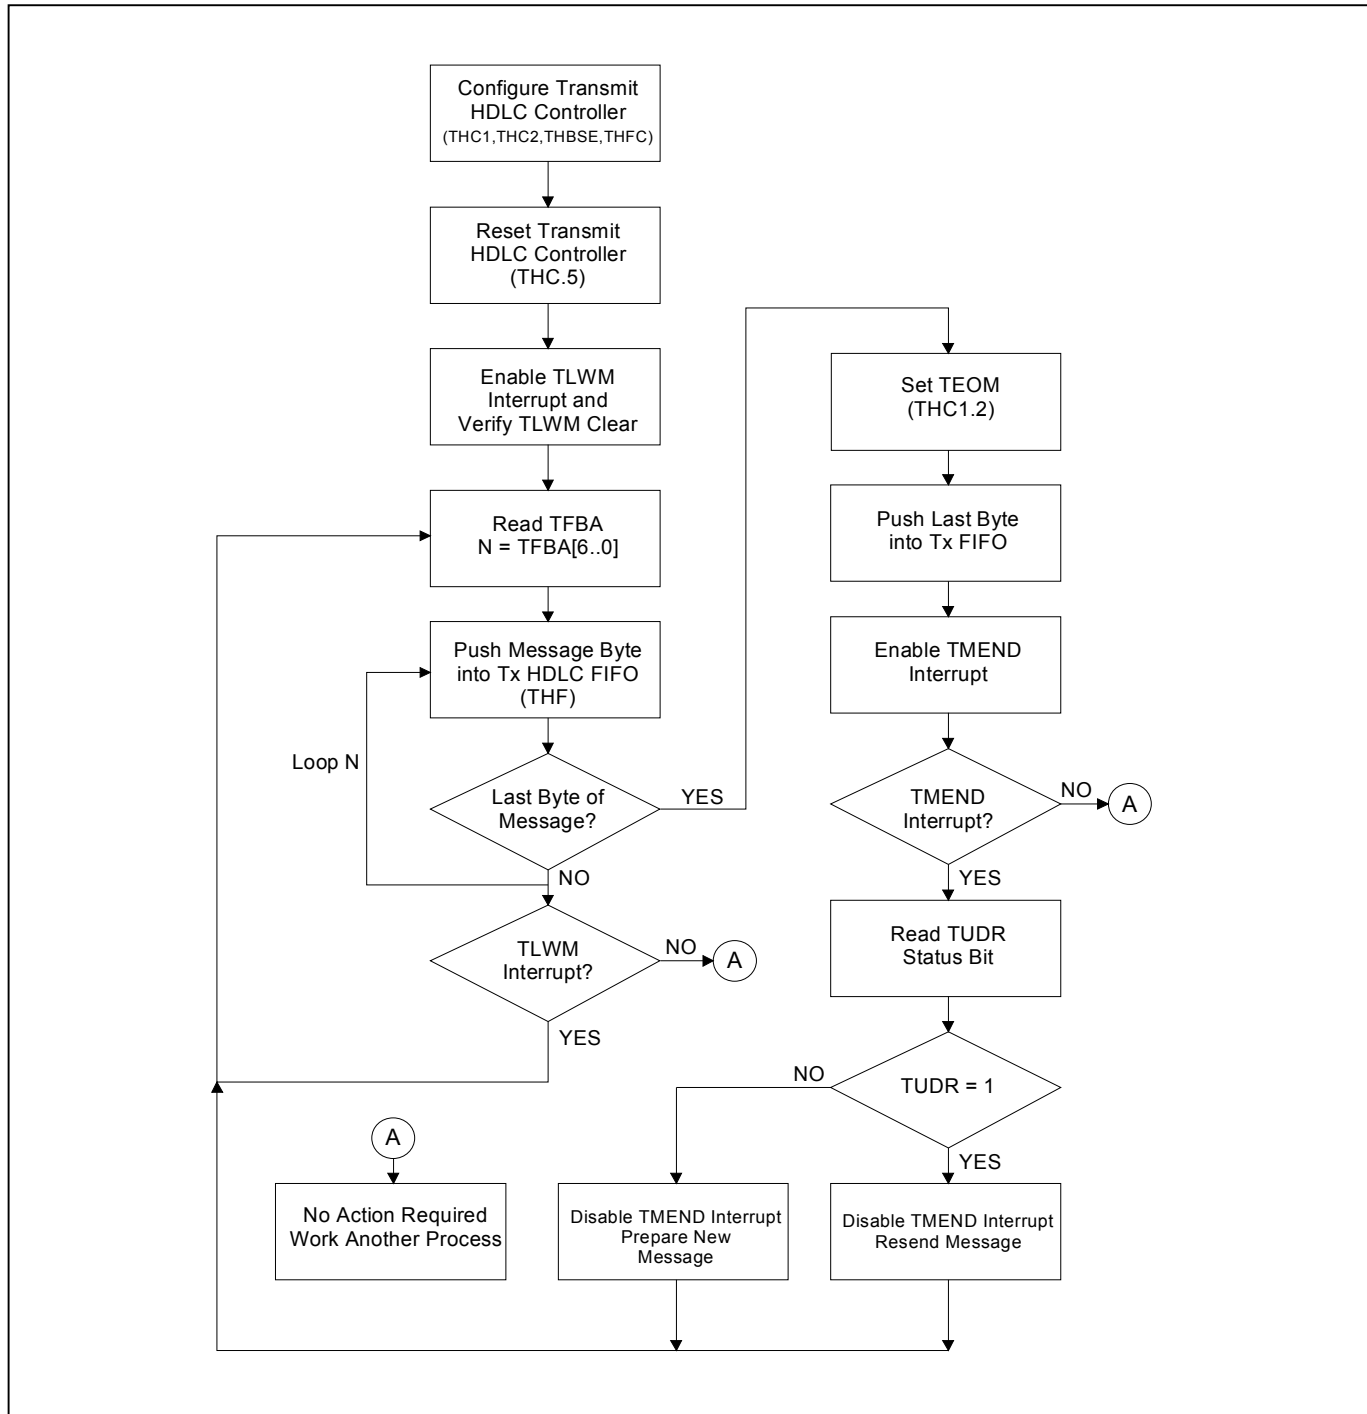 Configure Transmit
HDLC Controller
(THC1,THC2,THBSE,THFC)
Reset Transmit
HDLC Controller
(THC.5)
Enable TLWM
Interrupt and
Verify TLWM Clear
Read TFBA
N = TFBA[6..0]
Push Message Byte
into Tx HDLC FIFO
(THF)
Loop N
Last Byte of
Message?
YES
NO
TLWM
Interrupt?
NO
A
YES
Set TEOM
(THC1.2)
Push Last Byte
into Tx FIFO
Enable TMEND
Interrupt
TMEND
Interrupt?
NO
A
YES
Read TUDR
Status Bit
TUDR = 1
NO
YES
A
No Action Required
Work Another Process
Disable TMEND Interrupt
Prepare New
Message
Disable TMEND Interrupt
Resend Message